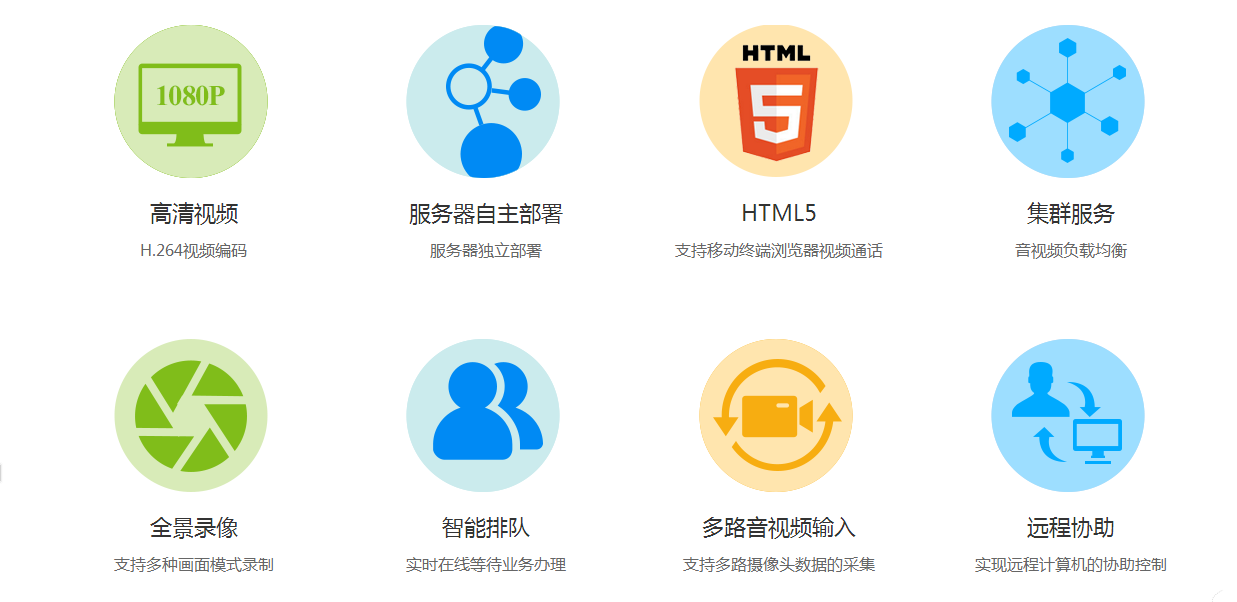 1080P
HTML
5
高清视频
服务器自主部署
HTML5
集群服务
H.264视频编码
服务器独立部署
支持移动终端浏览器视频通话
音视频负载均衡
全景录像
智能排队
多路音视频输入
远程协助
支持多种画面模式录制
实时在线等待业务办理
支持多路摄像头数据的采集
实现远程计算机的协助控制